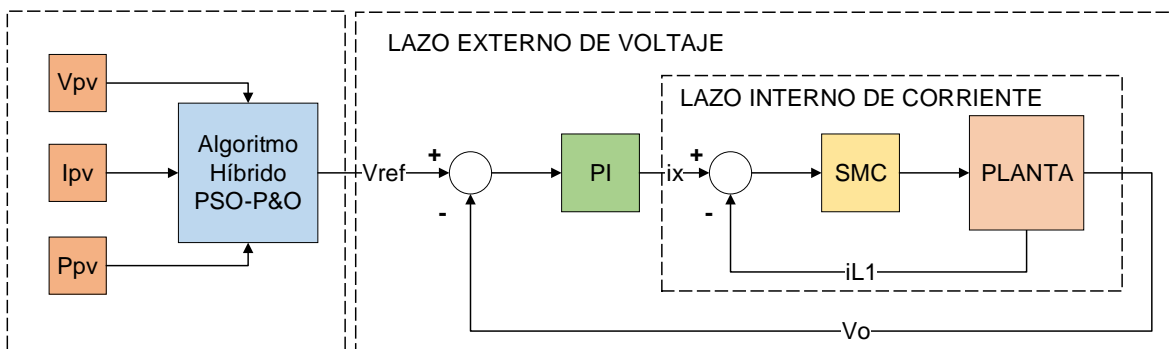 LAZO EXTERNO DE VOLTAJE
LAZO INTERNO DE CORRIENTE
Vpv
Ipv
Ppv
Algoritmo
Híbrido
PSO-P&O
Vref
+
-
PI
ix
+
-
SMC
PLANTA
iL1
Vo